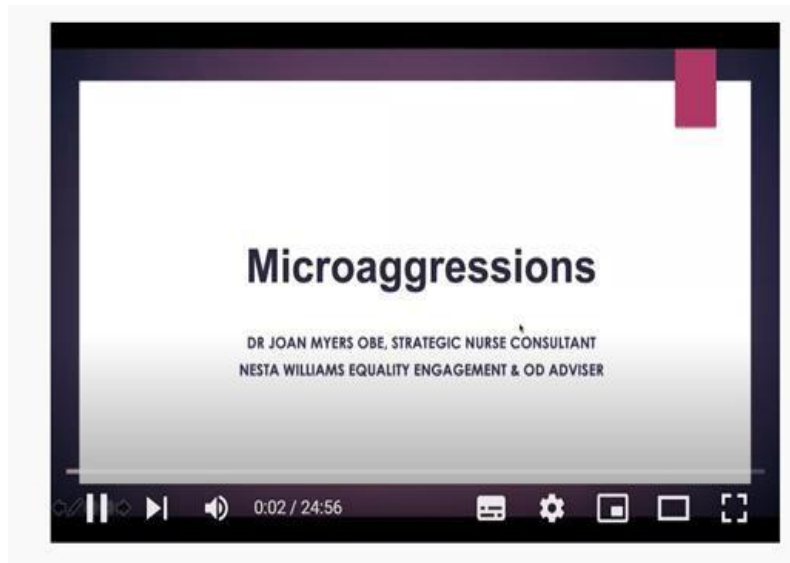 Microaggressions
DR JOAN MYERS OBE, STRATEGIC NURSE CONSULTANT
NESTA WILLIAMS EQUALITY ENGAGEMENT & OD ADVISER
0:02 / 24:56